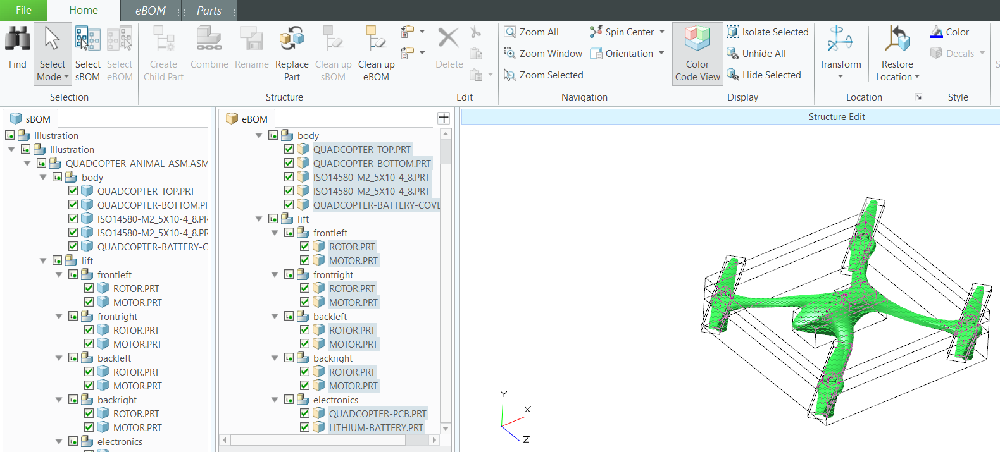 File Home eBOM Parts
Find
Select Mode
Select sBOM
Select eBOM
Selection
Create Child Part
Combine
Rename
Replace Part
Clean up sBOM
Clean up eBOM
Structure
Delete
Edit
Zoom All
Zoom Window
Zoom Selected
Spin Center
Orientation
Navigation
Color Code View
Isolate Selected
Unhide All
Hide Selected
Display
Transform
Restore Location
Location
Color
Decals
Style
S
sBOM
Illustration
Illustration
QUADCOPTER-ANIMAL-ASM.ASM
body
QUADCOPTER-TOP.PRT
QUADCOPTER-BOTTOM.PR
ISO14580-M2_5X10-4_8.PR
ISO14580-M2_5X10-4_8.PR
QUADCOPTER-BATTERY-C
lift
frontleft
ROTOR.PRT
MOTOR.PRT
frontright
ROTOR.PRT
MOTOR.PRT
backleft
ROTOR.PRT
MOTOR.PRT
backright
ROTOR.PRT
MOTOR.PRT
electronics
eBOM
body
QUADCOPTER-TOP.PRT
QUADCOPTER-BOTTOM.PRT
ISO14580-M2_5X10-4_8.PRT
ISO14580-M2_5X10-4_8.PRT
QUADCOPTER-BATTERY-COVE
lift
frontleft
ROTOR.PRT
MOTOR.PRT
frontright
ROTOR.PRT
MOTOR.PRT
backleft
ROTOR.PRT
MOTOR.PRT
backright
ROTOR.PRT
MOTOR.PRT
electronics
QUADCOPTER-PCB.PRT
LITHIUM-BATTERY.PRT
Structure Edit
Y
X
Z